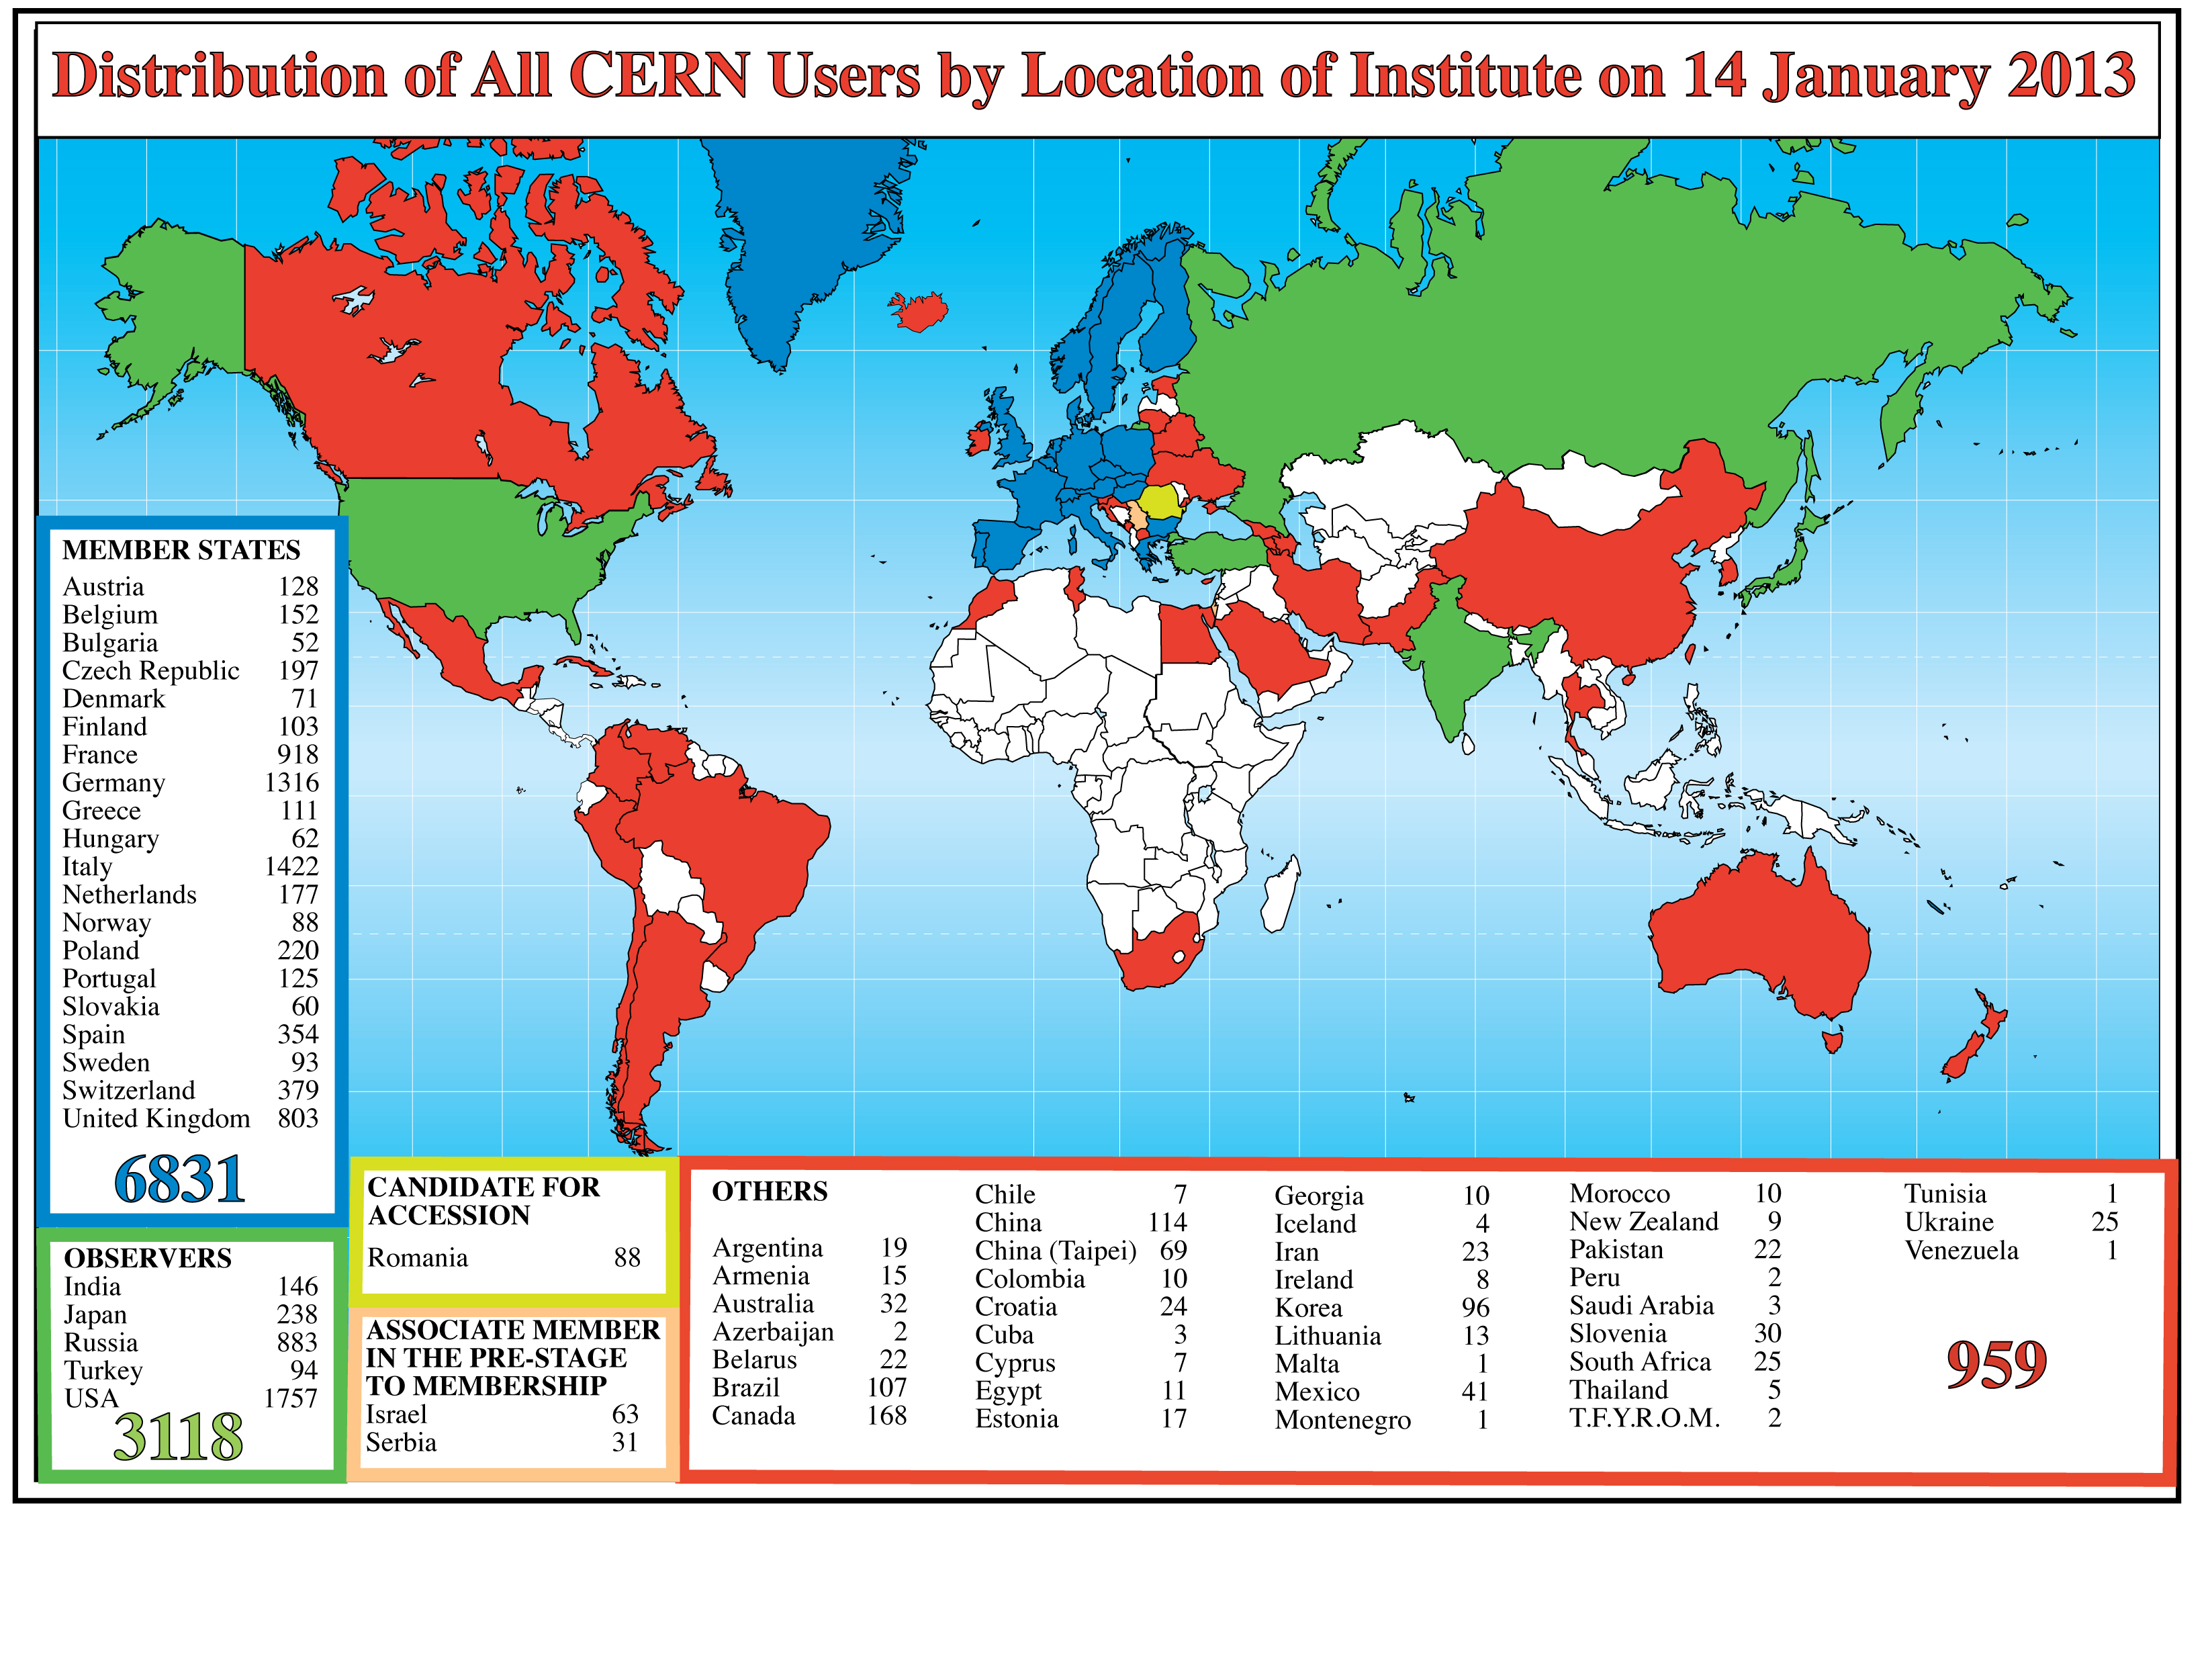 Distribution of All CERN Users by Location of Institute on 14 January 2013
MEMBER STATES
Austria 128
Belgium 152
Bulgaria 52
Czech Republic 197
Denmark 71
Finland 103
France 918
Germany 1316
Greece 111
Hungary 62
Italy 1422
Netherlands 177
Norway 88
Poland 220
Portugal 125
Slovakia 60
Spain 354
Sweden 93
Switzerland 379
United Kingdom 803
6831
OBSERVERS
India 146
Japan 238
Russia 883
Turkey 94
USA 1757
3118
CANDIDATE FOR
ACCESSION
Romania 88
ASSOCIATE MEMBER
IN THE PRE-STAGE
TO MEMBERSHIP
Israel 63
Serbia 31
OTHERS
Argentina 19
Armenia 15
Australia 32
Azerbaijan 2
Belarus 22
Brazil 107
Canada 168
Chile 7
China 114
China (Taipei) 69
Colombia 10
Croatia 24
Cuba 3
Cyprus 7
Egypt 11
Estonia 17
Georgia 10
Iceland 4
Iran 23
Ireland 8
Korea 96
Lithuania 13
Malta 1
Mexico 41
Montenegro 1
Morocco 10
New Zealand 9
Pakistan 22
Peru 2
Saudi Arabia 3
Slovenia 30
South Africa 25
Thailand 5
T.F.Y.R.O.M. 2
Tunisia 1
Ukraine 25
Venezuela 1
959